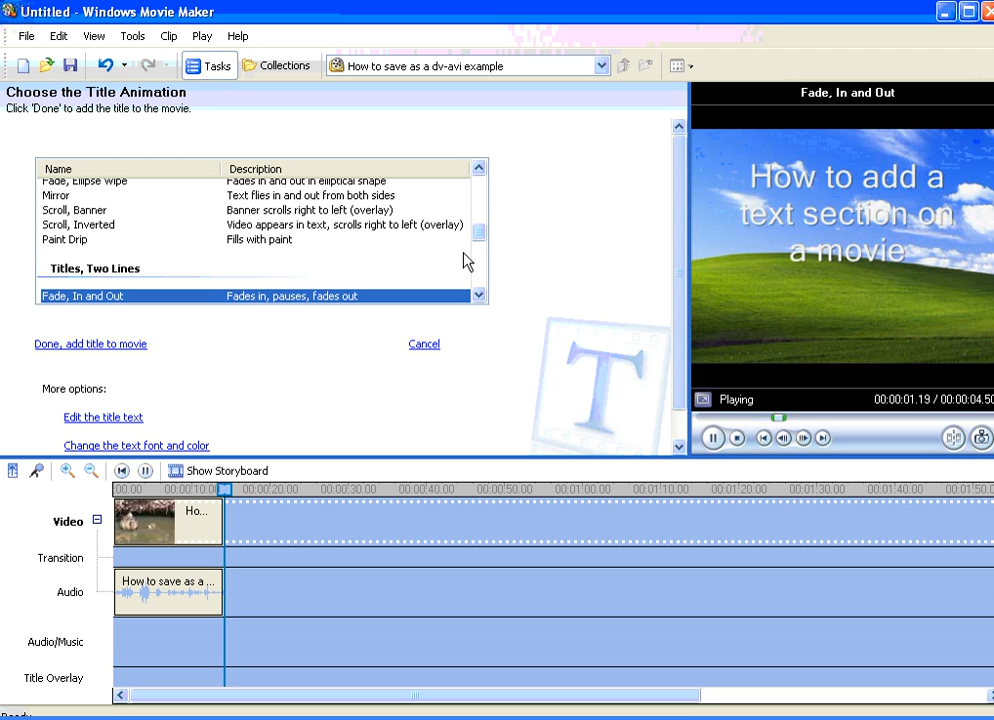 Untitled - Windows Movie Maker
File Edit View Tools Clip Play Help
Tasks Collections How to save as a dv-avi example
Choose the Title Animation
Click 'Done' to add the title to the movie.
Name Description
Fade, Ellipse Wipe Fades in and out in elliptical shape
Mirror Text flies in and out from both sides
Scroll, Banner Banner scrolls right to left (overlay)
Scroll, Inverted Video appears in text, scrolls right to left (overlay)
Paint Drip Fills with paint
Titles, Two Lines
Fade, In and Out Fades in, pauses, fades out
Done, add title to movie Cancel
More options:
Edit the title text
Change the text font and color
T
Fade, In and Out
How to add a
text section on
a movie
Playing 00:00:01.19 / 00:00:04.50
Show Storyboard
00.00 00:00:10.0 0:00:20.00 00:00:30.00 00:00:40.00 00:00:50.00 00:01:00.00 00:01:10.00 00:01:20.00 00:01:30.00 00:01:40.00 00:01:50.0
Video Ho...
Transition
Audio How to save as a ...
Audio/Music
Title Overlay
Ready